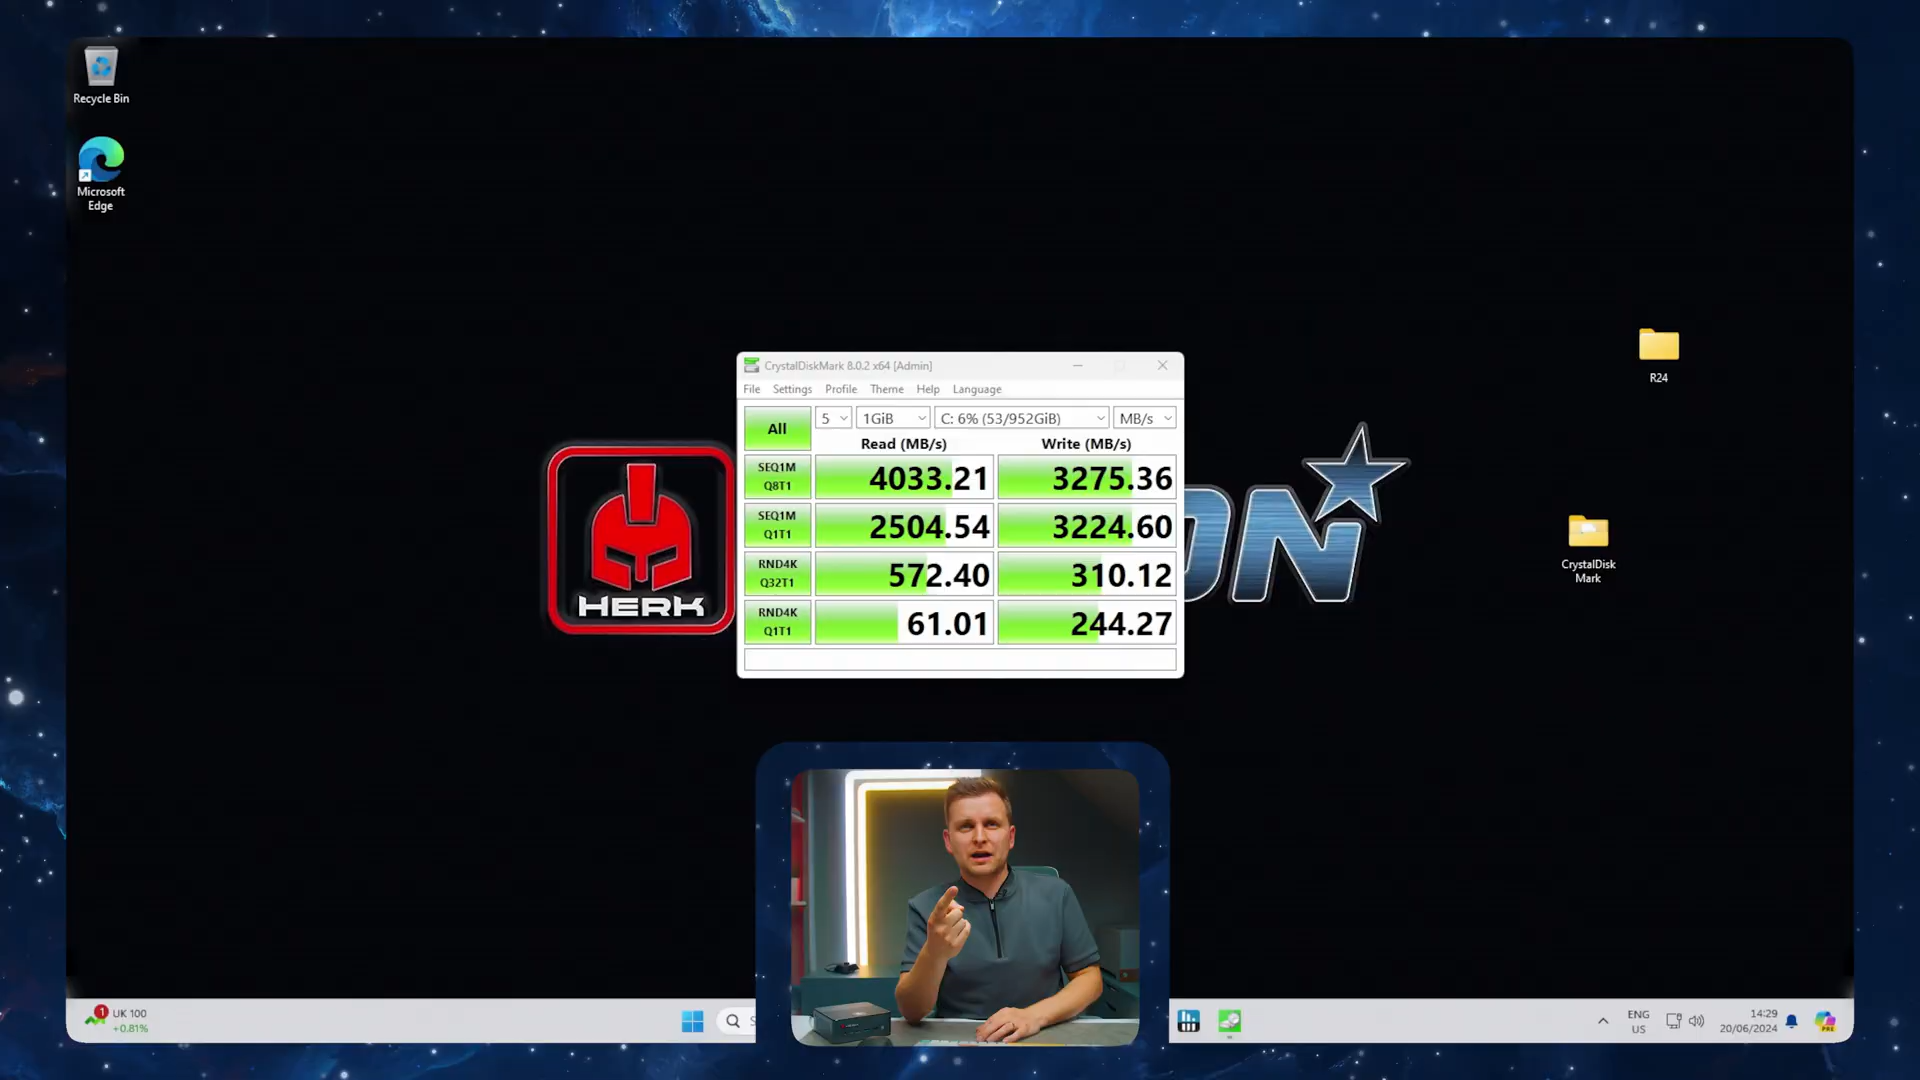 Recycle Bin
Microsoft
Edge
R24
CrystalDisk
Mark
HERK
ON
CrystalDiskMark 8.0.2 x64 [Admin]
File Settings Profile Theme Help Language
All
5 1GiB C: 6% (53/952GiB) MB/s
Read (MB/s) Write (MB/s)
SEQ1M
Q8T1
4033.21 3275.36
SEQ1M
Q1T1
2504.54 3224.60
RND4K
Q32T1
572.40 310.12
RND4K
Q1T1
61.01 244.27
1
UK 100
+0.81%
S
ENG
US
14:29
20/06/2024
PRE